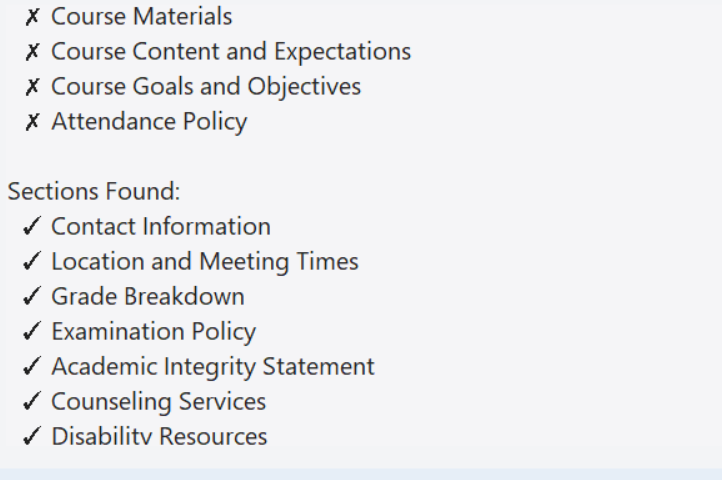 ✗ Course Materials
✗ Course Content and Expectations
✗ Course Goals and Objectives
✗ Attendance Policy
Sections Found:
✓ Contact Information
✓ Location and Meeting Times
✓ Grade Breakdown
✓ Examination Policy
✓ Academic Integrity Statement
✓ Counseling Services
✓ Disability Resources